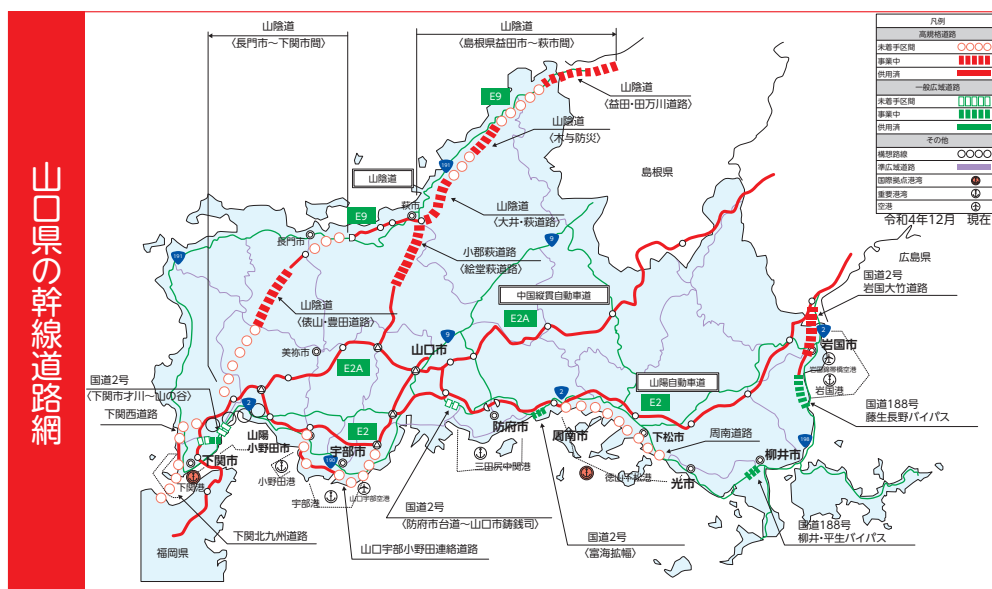 山口県の幹線道路網
山陰道
〈長門市~下関市間〉
山陰道
〈島根県益田市~萩市間〉
凡例
高規格道路
未着手区間
事業中
供用済
一般広域道路
未着手区間
事業中
供用済
その他
構想路線
準広域道路
国際拠点港湾
重要港湾
空港
令和4年12月 現在
E9
山陰道
〈益田・田万川道路〉
山陰道
〈木与防災〉
191
島根県
山陰道
山陰道
〈大井・萩道路〉
E9
萩市
長門市
小郡萩道路
〈絵堂萩道路〉
9
191
広島県
国道2号
岩国大竹道路
中国縦貫自動車道
E2A
山陰道
〈俵山・豊田道路〉
9
2
岩国市
山口市
美祢市
岩国錦帯橋空港
E2A
国道2号
〈下関市才川~山の谷〉
山陽自動車道
岩国港
2
2
E2
国道188号
藤生長野バイパス
下関西道路
山陽
小野田市
E2
防府市
周南市
下松市
周南道路
198
下関市
190
宇部市
柳井市
三田尻中関港
徳山下松港
光市
下関港
小野田港
宇部港
山口宇部空港
国道2号
〈防府市台道~山口市鋳銭司〉
国道188号
柳井・平生バイパス
下関北九州道路
国道2号
〈富海拡幅〉
福岡県
山口宇部小野田連絡道路